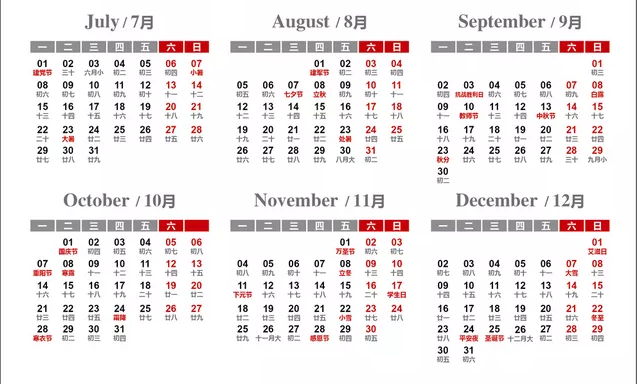 July / 7月
一 二 三 四 五 六 日
01 02 03 04 05 06 07
建党节 三十 六月小 初二 初三 初四 小暑
08 09 10 11 12 13 14
初六 初七 初八 初九 初十 十一 十二
15 16 17 18 19 20 21
十三 十四 十五 十六 十七 十八 十九
22 23 24 25 26 27 28
二十 大暑 廿二 廿三 廿四 廿五 廿六
29 30 31
廿七 廿八 廿九
August / 8月
一 二 三 四 五 六 日
01 02 03 04
建军节 初二 初三 初四
05 06 07 08 09 10 11
初五 初六 七夕节 立秋 初九 初十 十一
12 13 14 15 16 17 18
十二 十三 十四 十五 十六 十七 十八
19 20 21 22 23 24 25
十九 二十 廿一 处暑 廿三 廿四 廿五
26 27 28 29 30 31
廿六 廿七 廿八 廿九 八月大 初二
September / 9月
一 二 三 四 五 六 日
01
初三
02 03 04 05 06 07 08
初四 抗战胜利日 初六 初七 初八 初九 白露
09 10 11 12 13 14 15
十一 教师节 十三 十四 中秋节 十六 十七
16 17 18 19 20 21 22
十八 十九 二十 廿一 廿二 廿三 廿四
23 24 25 26 27 28 29
秋分 廿六 廿七 廿八 廿九 三十 九月小
30
初二
October / 10月
一 二 三 四 五 六
01 02 03 04 05 06
国庆节 初四 初五 初六 初七 初八
07 08 09 10 11 12 13
重阳节 寒露 十一 十二 十三 十四 十五
14 15 16 17 18 19 20
十六 十七 十八 十九 二十 廿一 廿二
21 22 23 24 25 26 27
廿三 廿四 廿五 霜降 廿七 廿八 廿九
28 29 30 31
寒衣节 初二 初三 初四
November / 11月
一 二 三 四 五 六 日
01 02 03
万圣节 初六 初七
04 05 06 07 08 09 10
初八 初九 初十 十一 立冬 十三 十四
11 12 13 14 15 16 17
下元节 十六 十七 十八 十九 二十 学生日
18 19 20 21 22 23 24
廿二 廿三 廿四 廿五 小雪 廿七 廿八
25 26 27 28 29 30
廿九 十一月大 初二 感恩节 初四 初五
December / 12月
一 二 三 四 五 六 日
01
艾滋日
02 03 04 05 06 07 08
初七 初八 初九 初十 十一 大雪 十三
09 10 11 12 13 14 15
十四 十五 十六 十七 十八 十九 二十
16 17 18 19 20 21 22
廿一 廿二 廿三 廿四 廿五 廿六 冬至
23 24 25 26 27 28 29
廿八 平安夜 圣诞节 十二月大 初二 初三 初四
30 31
初五 初六